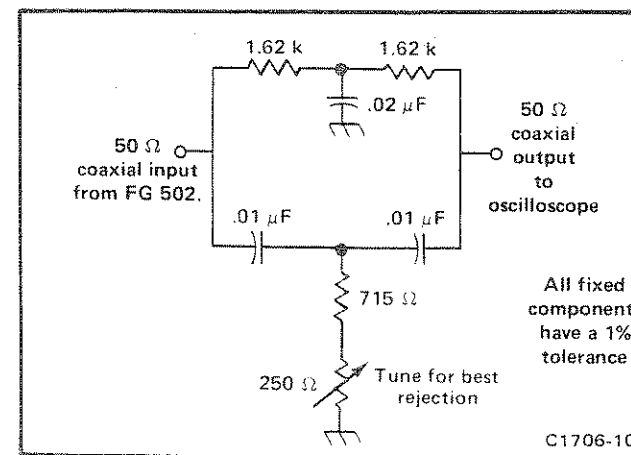 1.62 k
1.62 k
.02 μF
50 Ω
coaxial input
from FG 502.
50 Ω
coaxial
output
to
oscilloscope
.01 μF
.01 μF
715 Ω
All fixed
component
have a 1%
tolerance
250 Ω
Tune for best
rejection
C1706-10